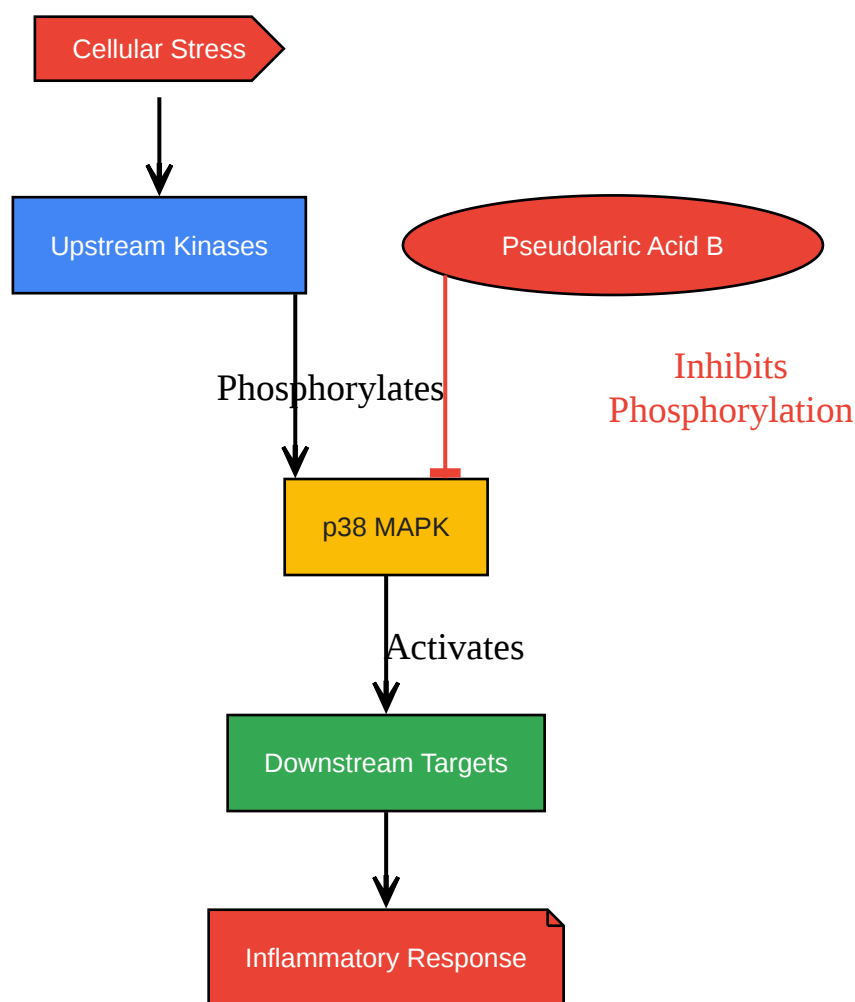 Cellular Stress
Upstream Kinases
Pseudolaric Acid B
Phosphorylates
Inhibits
Phosphorylation
p38 MAPK
Activates
Downstream Targets
Inflammatory Response